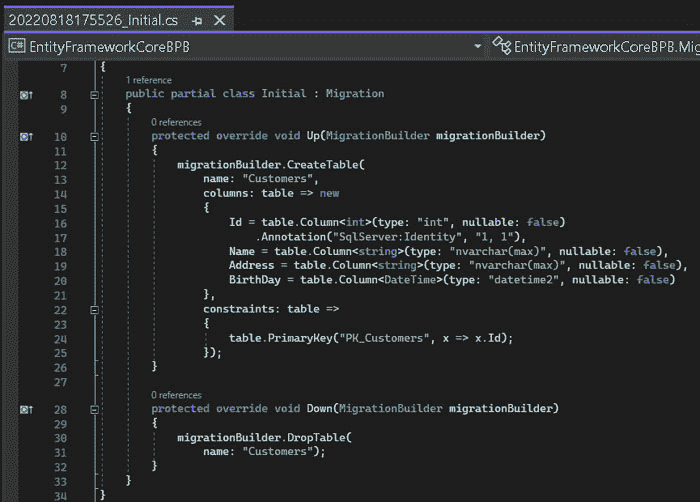 20220818175526_Initial.cs
C# EntityFrameworkCoreBPB
EntityFrameworkCoreBPB.Mig
7 {
1 reference
8 public partial class Initial : Migration
9 {
0 references
10 protected override void Up(MigrationBuilder migrationBuilder)
11 {
12 migrationBuilder.CreateTable(
13 name: "Customers",
14 columns: table => new
15 {
16 Id = table.Column<int>(type: "int", nullable: false)
17 .Annotation("SqlServer:Identity", "1, 1"),
18 Name = table.Column<string>(type: "nvarchar(max)", nullable: false),
19 Address = table.Column<string>(type: "nvarchar(max)", nullable: false),
20 BirthDay = table.Column<DateTime>(type: "datetime2", nullable: false)
21 },
22 constraints: table =>
23 {
24 table.PrimaryKey("PK_Customers", x => x.Id);
25 });
26 }
27
0 references
28 protected override void Down(MigrationBuilder migrationBuilder)
29 {
30 migrationBuilder.DropTable(
31 name: "Customers");
32 }
33 }
34 }